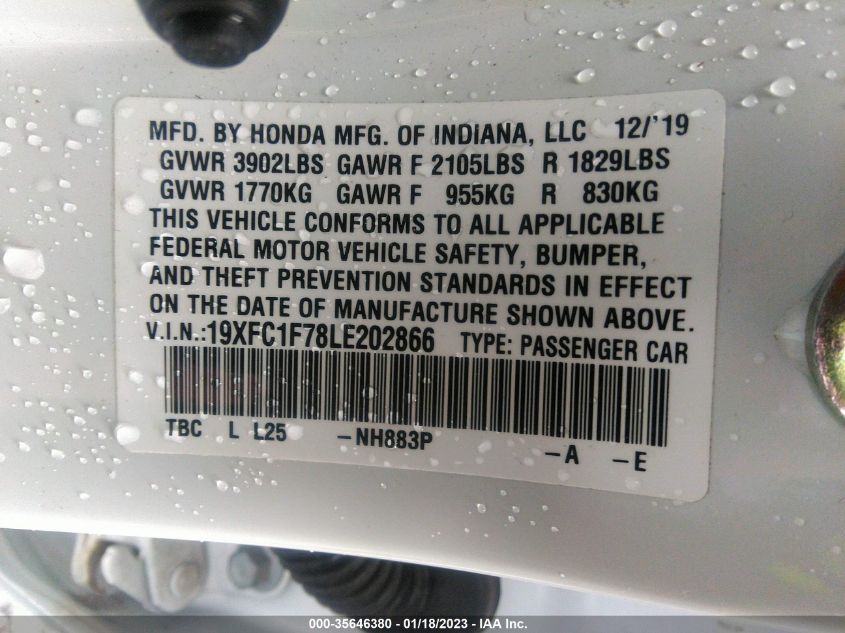 MFD. BY HONDA MFG. OF INDIANA, LLC 12/'19
GVWR 3902LBS GAWR F 2105LBS R 1829LBS
GVWR 1770KG GAWR F 955KG R 830KG
THIS VEHICLE CONFORMS TO ALL APPLICABLE
FEDERAL MOTOR VEHICLE SAFETY, BUMPER,
AND THEFT PREVENTION STANDARDS IN EFFECT
ON THE DATE OF MANUFACTURE SHOWN ABOVE.
V.I.N.:19XFC1F78LE202866 TYPE: PASSENGER CAR
TBC L L25 -NH883P -A -E
000-35646380 - 01/18/2023 - IAA Inc.